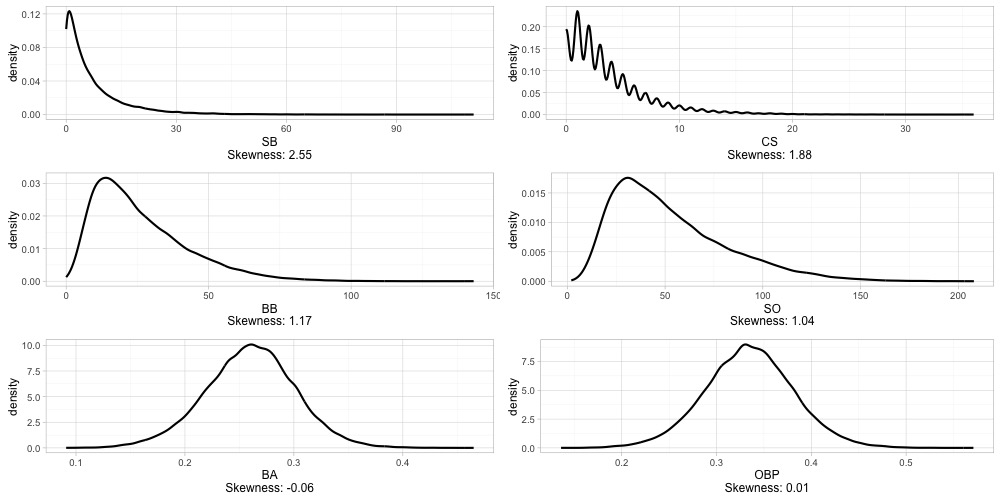 density
0.12
0.08
0.04
0.00
0 30 60 90
SB
Skewness: 2.55
density
0.20
0.15
0.10
0.05
0.00
0 10 20 30
CS
Skewness: 1.88
density
0.03
0.02
0.01
0.00
0 50 100 150
BB
Skewness: 1.17
density
0.015
0.010
0.005
0.000
0 50 100 150 200
SO
Skewness: 1.04
density
10.0
7.5
5.0
2.5
0.0
0.1 0.2 0.3 0.4
BA
Skewness: -0.06
density
7.5
5.0
2.5
0.0
0.2 0.3 0.4 0.5
OBP
Skewness: 0.01